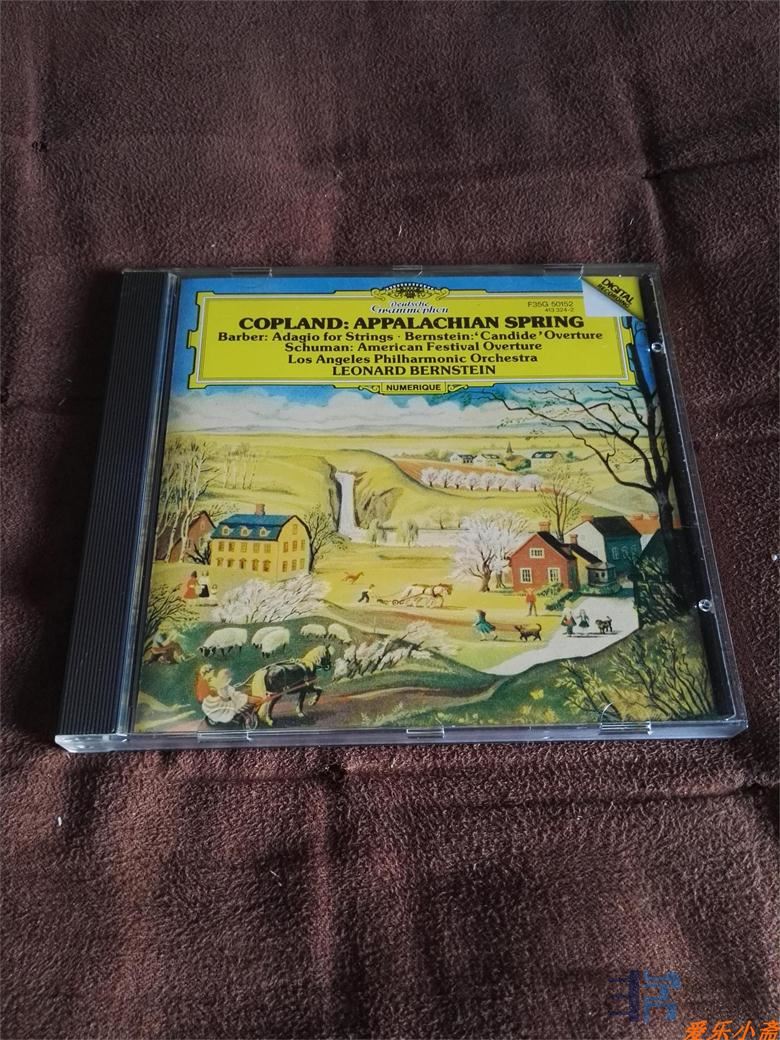 Deutsche
Grammophon
F35G 50152
413 324-2
DIGITAL
COPLAND: APPALACHIAN SPRING
Barber: Adagio for Strings · Bernstein: 'Candide' Overture
Schuman: American Festival Overture
Los Angeles Philharmonic Orchestra
LEONARD BERNSTEIN
NUMERIQUE
爱乐小斋